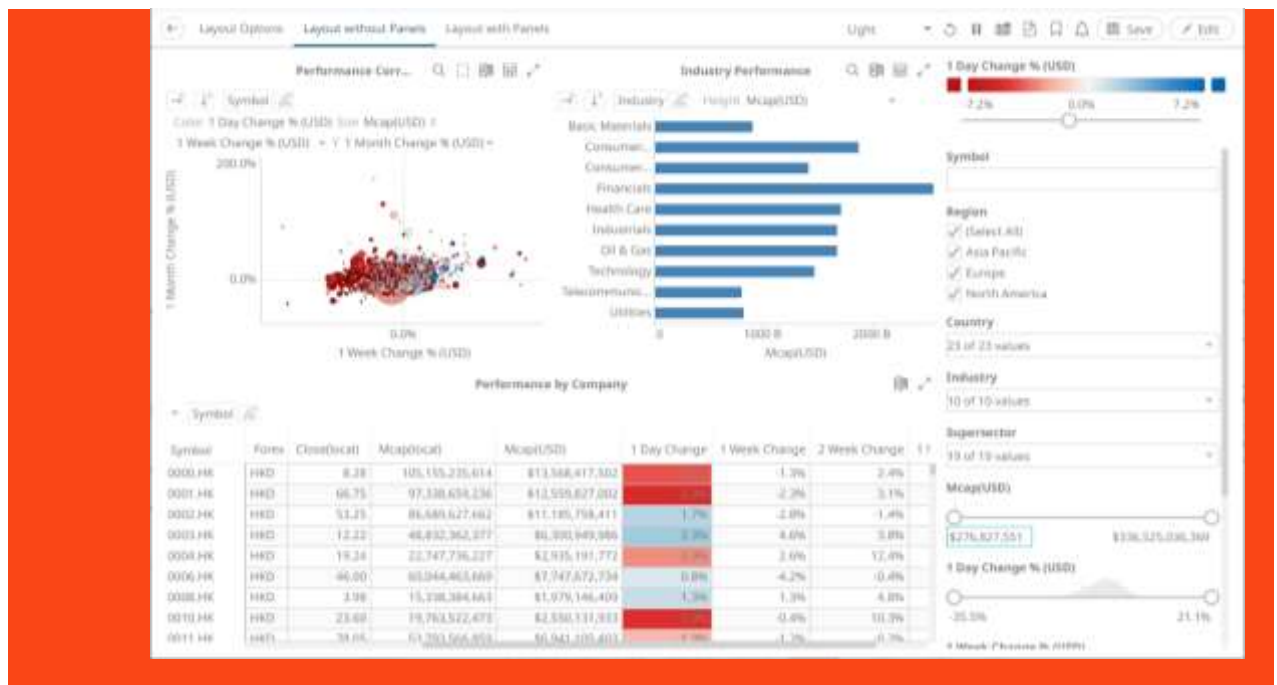 Layout Options Layout without Panels Layout with Panels Light Save Edit
Performance Corr...
Symbol
Color 1 Day Change % (USD) Size Mcap(USD) X
1 Week Change % (USD) Y 1 Month Change % (USD)
200.0%
0.0%
1 Month Change % (USD)
0.0%
1 Week Change % (USD)
Industry Performance
Industry Height Mcap(USD)
Basic Materials
Consumer...
Consumer...
Financials
Health Care
Industrials
Oil & Gas
Technology
Telecommunic...
Utilities
0 1000 B 2000 B
Mcap(USD)
Performance by Company
Symbol
Symbol Forex Close(local) Mcap(local) Mcap(USD) 1 Day Change 1 Week Change 2 Week Change
0000.HK HKD 8.28 105,155,235,614 $13,568,417,502 -1.3% 2.4%
0001.HK HKD 66.75 97,338,659,236 $12,559,827,002 -2.3% 3.1%
0002.HK HKD 53.25 86,689,627,662 $11,185,758,411 1.7% -2.8% -1.4%
0003.HK HKD 12.22 4.6% 3.8%
0004.HK HKD 19.24 22,747,736,227 $2,935,191,772 2.6% 12.4%
0006.HK HKD 46.00 60,044,463,669 $7,747,672,734 0.8% -4.2% -0.4%
0008.HK HKD 3.98 15,338,384,663 $1,979,146,409 1.3% 1.3% 4.8%
0010.HK HKD 23.60 19,763,522,473 $2,550,131,933 -0.4% 10.3%
0011.HK HKD
1 Day Change % (USD)
-7.2% 0.0% 7.2%
Symbol
Region
(Select All)
Asia Pacific
Europe
North America
Country
23 of 23 values
Industry
10 of 10 values
Supersector
19 of 19 values
Mcap(USD)
$276,827,551 $336,525,036,369
1 Day Change % (USD)
-35.5% 21.1%
1 Week Change % (USD)